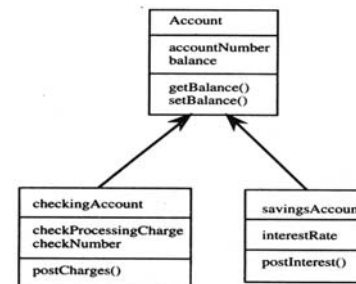 Account
accountNumber
balance
getBalance()
setBalance()
checkingAccount
checkProcessingCharge
checkNumber
postCharges()
savingsAccoun
interestRate
postInterest()